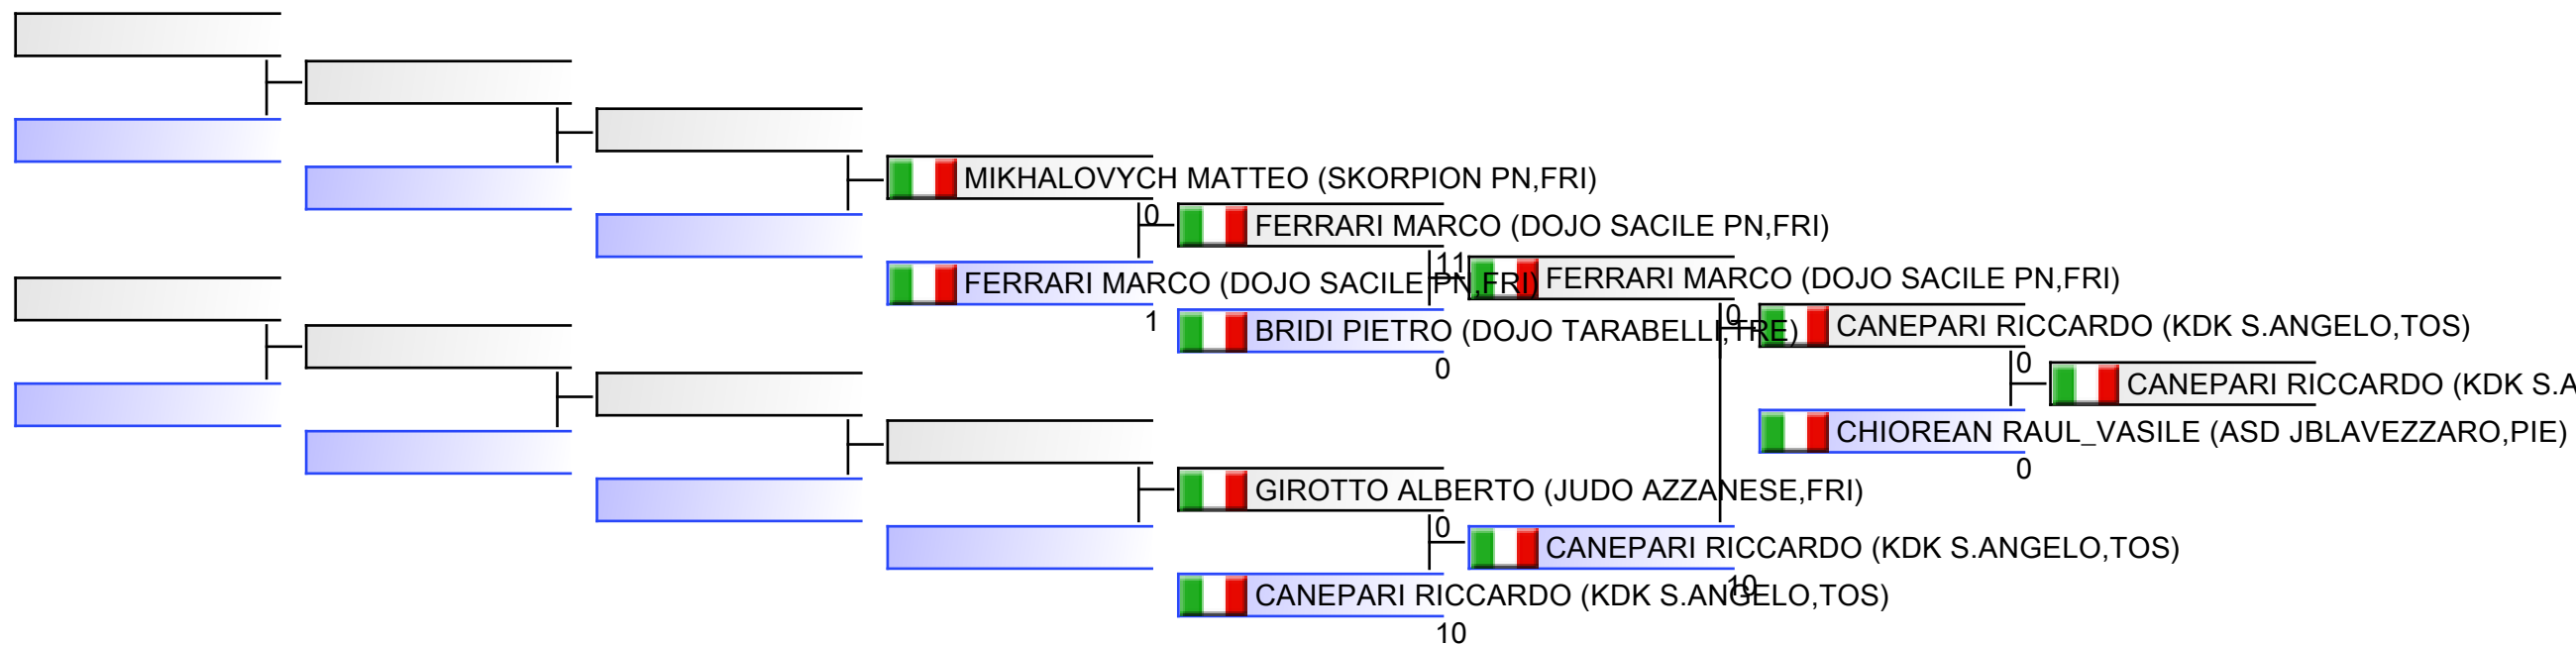 MIKHALOVYCH MATTEO (SKORPION PN,FRI)
0
FERRARI MARCO (DOJO SACILE PN,FRI)
11
FERRARI MARCO (DOJO SACILE PN,FRI)
FERRARI MARCO (DOJO SACILE PN,FRI)
1
0
BRIDI PIETRO (DOJO TARABELLI,TRE)
CANEPARI RICCARDO (KDK S.ANGELO,TOS)
0
0
CANEPARI RICCARDO (KDK S.A
CHIOREAN RAUL_VASILE (ASD JBLAVEZZARO,PIE)
0
GIROTTO ALBERTO (JUDO AZZANESE,FRI)
0
CANEPARI RICCARDO (KDK S.ANGELO,TOS)
10
CANEPARI RICCARDO (KDK S.ANGELO,TOS)
10